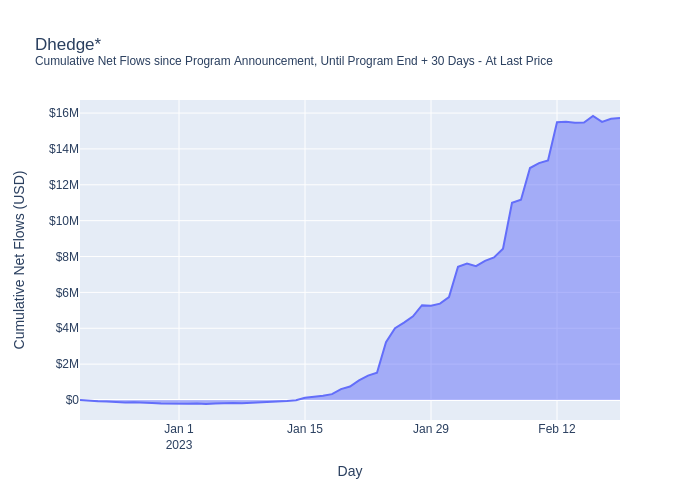 Dhedge*
Cumulative Net Flows since Program Announcement, Until Program End + 30 Days - At Last Price
Cumulative Net Flows (USD)
$16M
$14M
$12M
$10M
$8M
$6M
$4M
$2M
$0
Jan 1
2023
Jan 15
Jan 29
Feb 12
Day